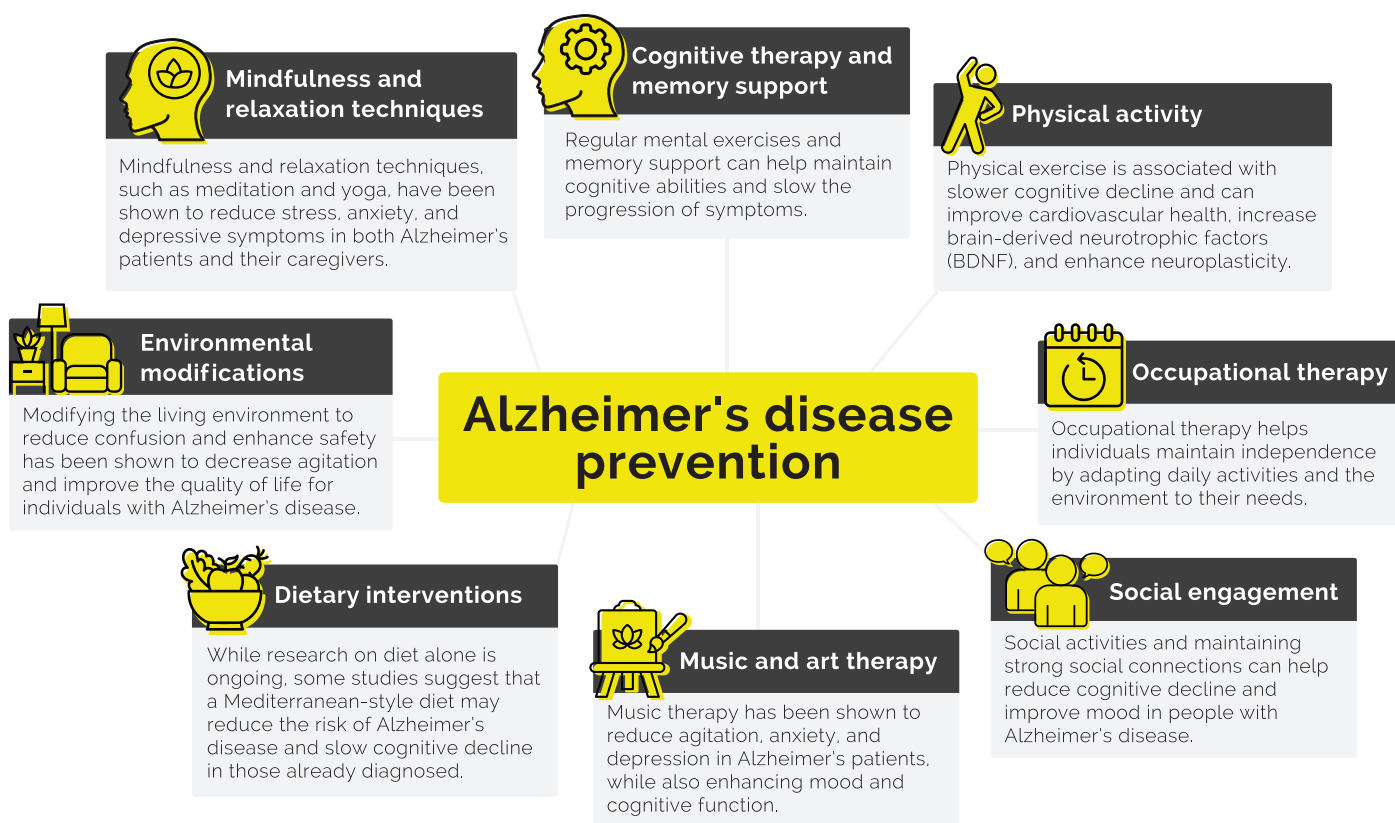 Mindfulness and
relaxation techniques
Mindfulness and relaxation techniques,
such as meditation and yoga, have been
shown to reduce stress, anxiety, and
depressive symptoms in both Alzheimer's
patients and their caregivers.
Cognitive therapy and
memory support
Regular mental exercises and
memory support can help maintain
cognitive abilities and slow the
progression of symptoms.
Physical activity
Physical exercise is associated with
slower cognitive decline and can
improve cardiovascular health, increase
brain-derived neurotrophic factors
(BDNF), and enhance neuroplasticity.
Environmental
modifications
Modifying the living environment to
reduce confusion and enhance safety
has been shown to decrease agitation
and improve the quality of life for
individuals with Alzheimer's disease.
Alzheimer's disease
prevention
Occupational therapy
Occupational therapy helps
individuals maintain independence
by adapting daily activities and the
environment to their needs.
Dietary interventions
While research on diet alone is
ongoing, some studies suggest that
a Mediterranean-style diet may
reduce the risk of Alzheimer's
disease and slow cognitive decline
in those already diagnosed.
Music and art therapy
Music therapy has been shown to
reduce agitation, anxiety, and
depression in Alzheimer's patients,
while also enhancing mood and
cognitive function.
Social engagement
Social activities and maintaining
strong social connections can help
reduce cognitive decline and
improve mood in people with
Alzheimer's disease.